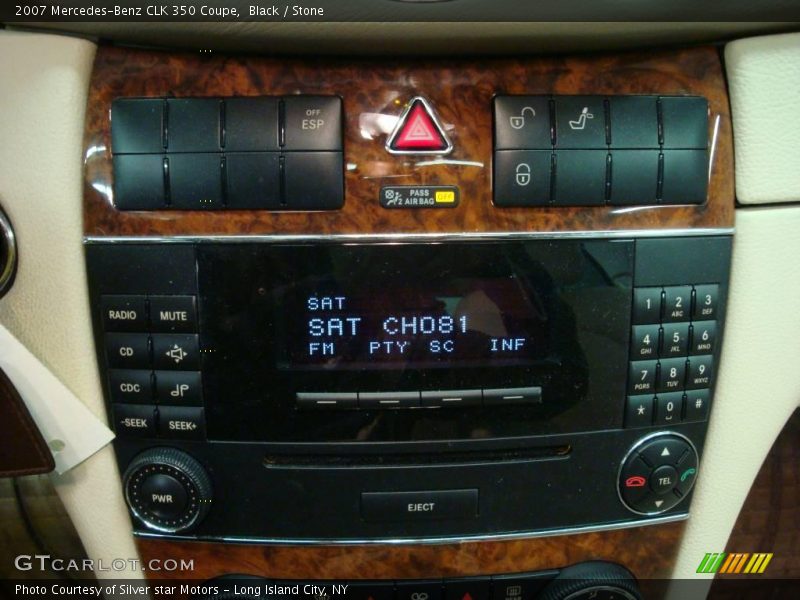 2007 Mercedes-Benz CLK 350 Coupe, Black / Stone
OFF
ESP
PASS
2 AIR BAG OFF
RADIO MUTE
CD
CDC
-SEEK SEEK+
PWR
SAT
SAT CH081
FM PTY SC INF
EJECT
1 2 ABC 3 DEF
4 GHI 5 JKL 6 MNO
7 PQRS 8 TUV 9 WXYZ
* 0 #
TEL
GTCARLOT.COM
Photo Courtesy of Silver star Motors - Long Island City, NY